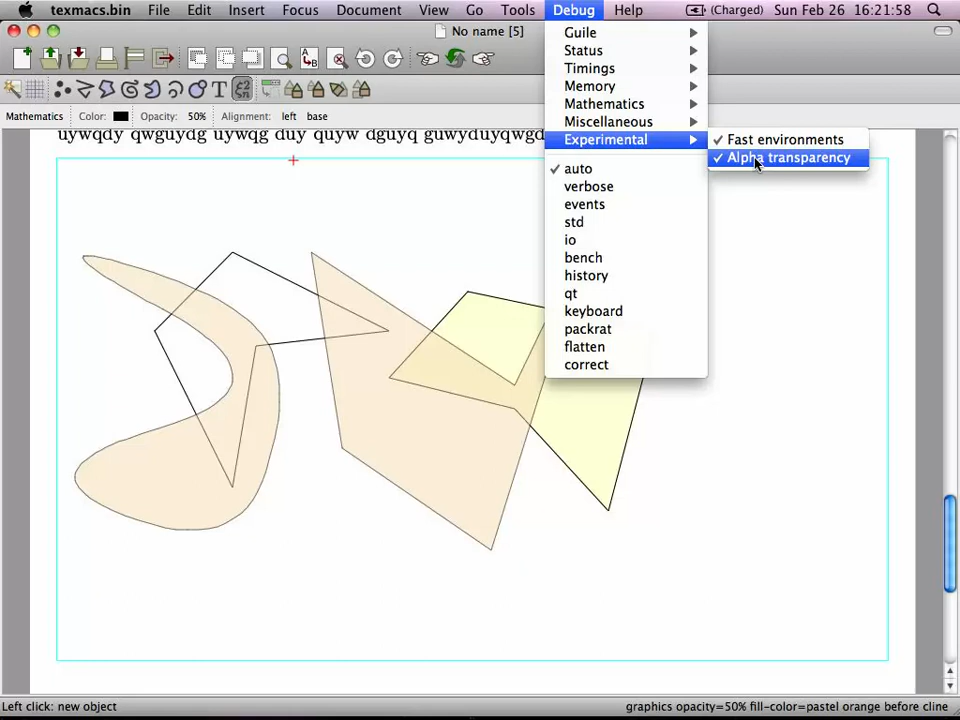 texmacs.bin File Edit Insert Focus Document View Go Tools Debug Help (Charged) Sun Feb 26 16:21:58
No name [5]
Mathematics Color: Opacity: 50% Alignment: left base
uywqdy qwguydg uywqg duy quyw dguyq guwyduyqwgd
Guile
Status
Timings
Memory
Mathematics
Miscellaneous
Experimental
Fast environments
Alpha transparency
auto
verbose
events
std
io
bench
history
qt
keyboard
packrat
flatten
correct
Left click: new object graphics opacity=50% fill-color=pastel orange before cline